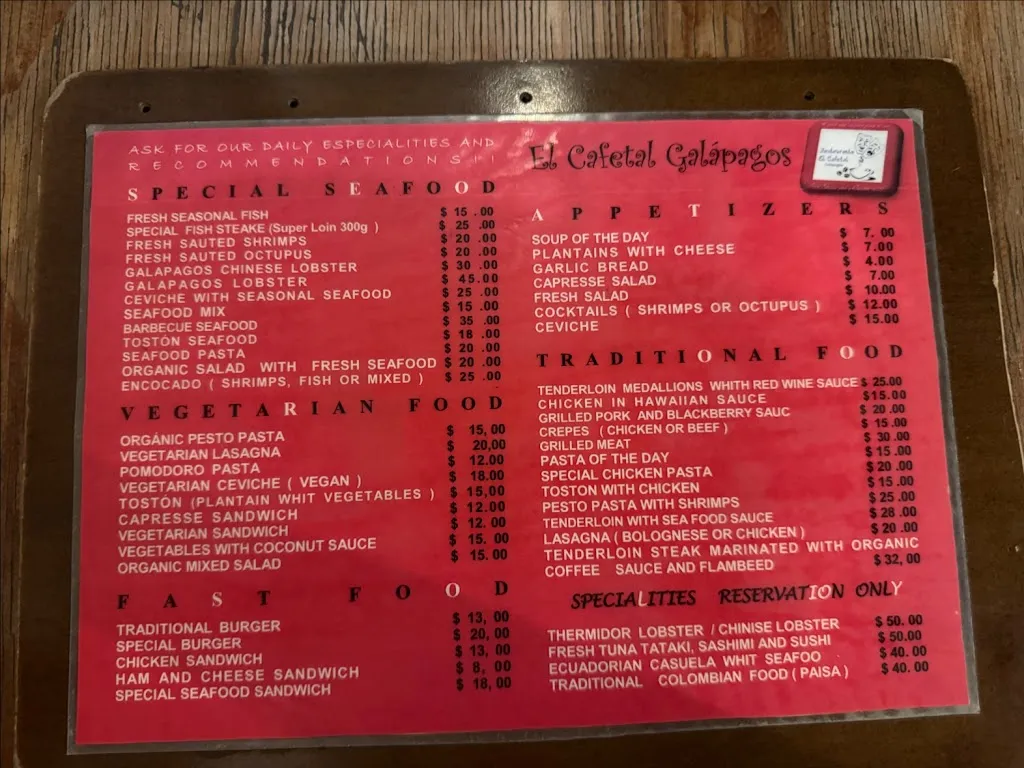 ASK FOR OUR DAILY ESPECIALITIES AND
RECOMMENDATIONS!!
SPECIAL SEAFOOD
FRESH SEASONAL FISH $ 15 .00
SPECIAL FISH STEAKE (Super Loin 300g ) $ 25 .00
FRESH SAUTED SHRIMPS $ 20 .00
FRESH SAUTED OCTUPUS $ 20 .00
GALAPAGOS CHINESE LOBSTER $ 30 .00
GALAPAGOS LOBSTER $ 45.00
CEVICHE WITH SEASONAL SEAFOOD $ 25 .00
SEAFOOD MIX $ 15 .00
BARBECUE SEAFOOD $ 35 .00
TOSTÓN SEAFOOD $ 18 .00
SEAFOOD PASTA $ 20 .00
ORGANIC SALAD WITH FRESH SEAFOOD $ 20 .00
ENCOCADO ( SHRIMPS, FISH OR MIXED ) $ 25 .00
VEGETARIAN FOOD
ORGÁNIC PESTO PASTA $ 15,00
VEGETARIAN LASAGNA $ 20,00
POMODORO PASTA $ 12.00
VEGETARIAN CEVICHE ( VEGAN ) $ 18.00
TOSTÓN (PLANTAIN WHIT VEGETABLES ) $ 15,00
CAPRESSE SANDWICH $ 12.00
VEGETARIAN SANDWICH $ 12. 00
VEGETABLES WITH COCONUT SAUCE $ 15. 00
ORGANIC MIXED SALAD $ 15. 00
FAST FOOD
TRADITIONAL BURGER $ 13, 00
SPECIAL BURGER $ 20, 00
CHICKEN SANDWICH $ 13, 00
HAM AND CHEESE SANDWICH $ 8, 00
SPECIAL SEAFOOD SANDWICH $ 18, 00
El Cafetal Galápagos
El Cafetal
APPETIZERS
SOUP OF THE DAY $ 7. 00
PLANTAINS WITH CHEESE $ 7.00
GARLIC BREAD $ 4.00
CAPRESSE SALAD $ 7.00
FRESH SALAD $ 10.00
COCKTAILS ( SHRIMPS OR OCTUPUS ) $ 12.00
CEVICHE $ 15.00
TRADITIONAL FOOD
TENDERLOIN MEDALLIONS WHITH RED WINE SAUCE $ 25.00
CHICKEN IN HAWAIIAN SAUCE $15.00
GRILLED PORK AND BLACKBERRY SAUC $ 20 .00
CREPES ( CHICKEN OR BEEF ) $ 15 .00
GRILLED MEAT $ 30 .00
PASTA OF THE DAY $ 15 .00
SPECIAL CHICKEN PASTA $ 20 .00
TOSTON WITH CHICKEN $ 15 .00
PESTO PASTA WITH SHRIMPS $ 25 .00
TENDERLOIN WITH SEA FOOD SAUCE $ 28 .00
LASAGNA ( BOLOGNESE OR CHICKEN ) $ 20 .00
TENDERLOIN STEAK MARINATED WITH ORGANIC
COFFEE SAUCE AND FLAMBEED $ 32, 00
SPECIALITIES RESERVATION ONLY
THERMIDOR LOBSTER / CHINISE LOBSTER $ 50. 00
FRESH TUNA TATAKI, SASHIMI AND SUSHI $ 50.00
ECUADORIAN CASUELA WHIT SEAFOO $ 40. 00
TRADITIONAL COLOMBIAN FOOD ( PAISA ) $ 40. 00